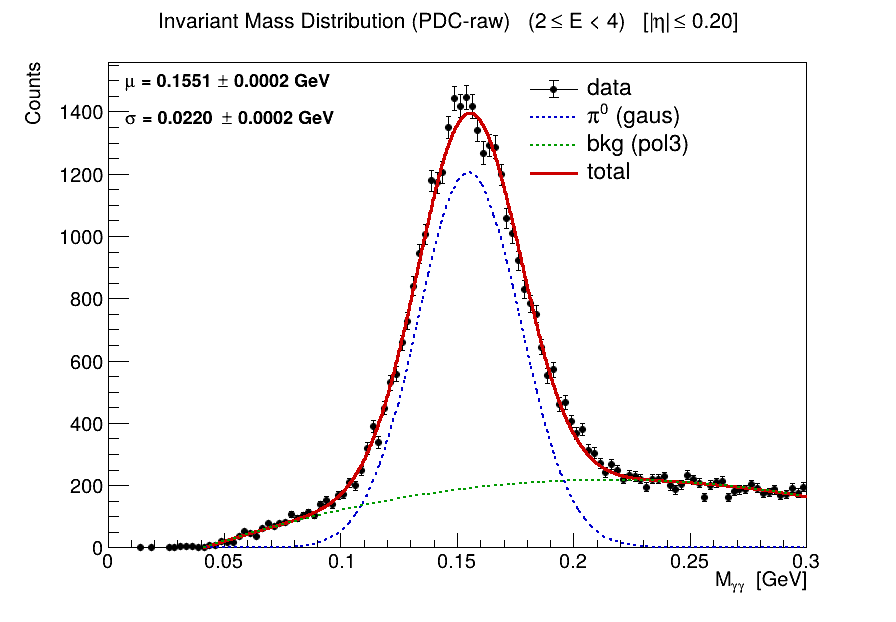 Invariant Mass Distribution (PDC-raw) (2 ≤ E < 4) [|η| ≤ 0.20]
Counts
μ = 0.1551 ± 0.0002 GeV
σ = 0.0220 ± 0.0002 GeV
data
π⁰ (gaus)
bkg (pol3)
total
1400
1200
1000
800
600
400
200
0
0 0.05 0.1 0.15 0.2 0.25 0.3
Mγγ [GeV]